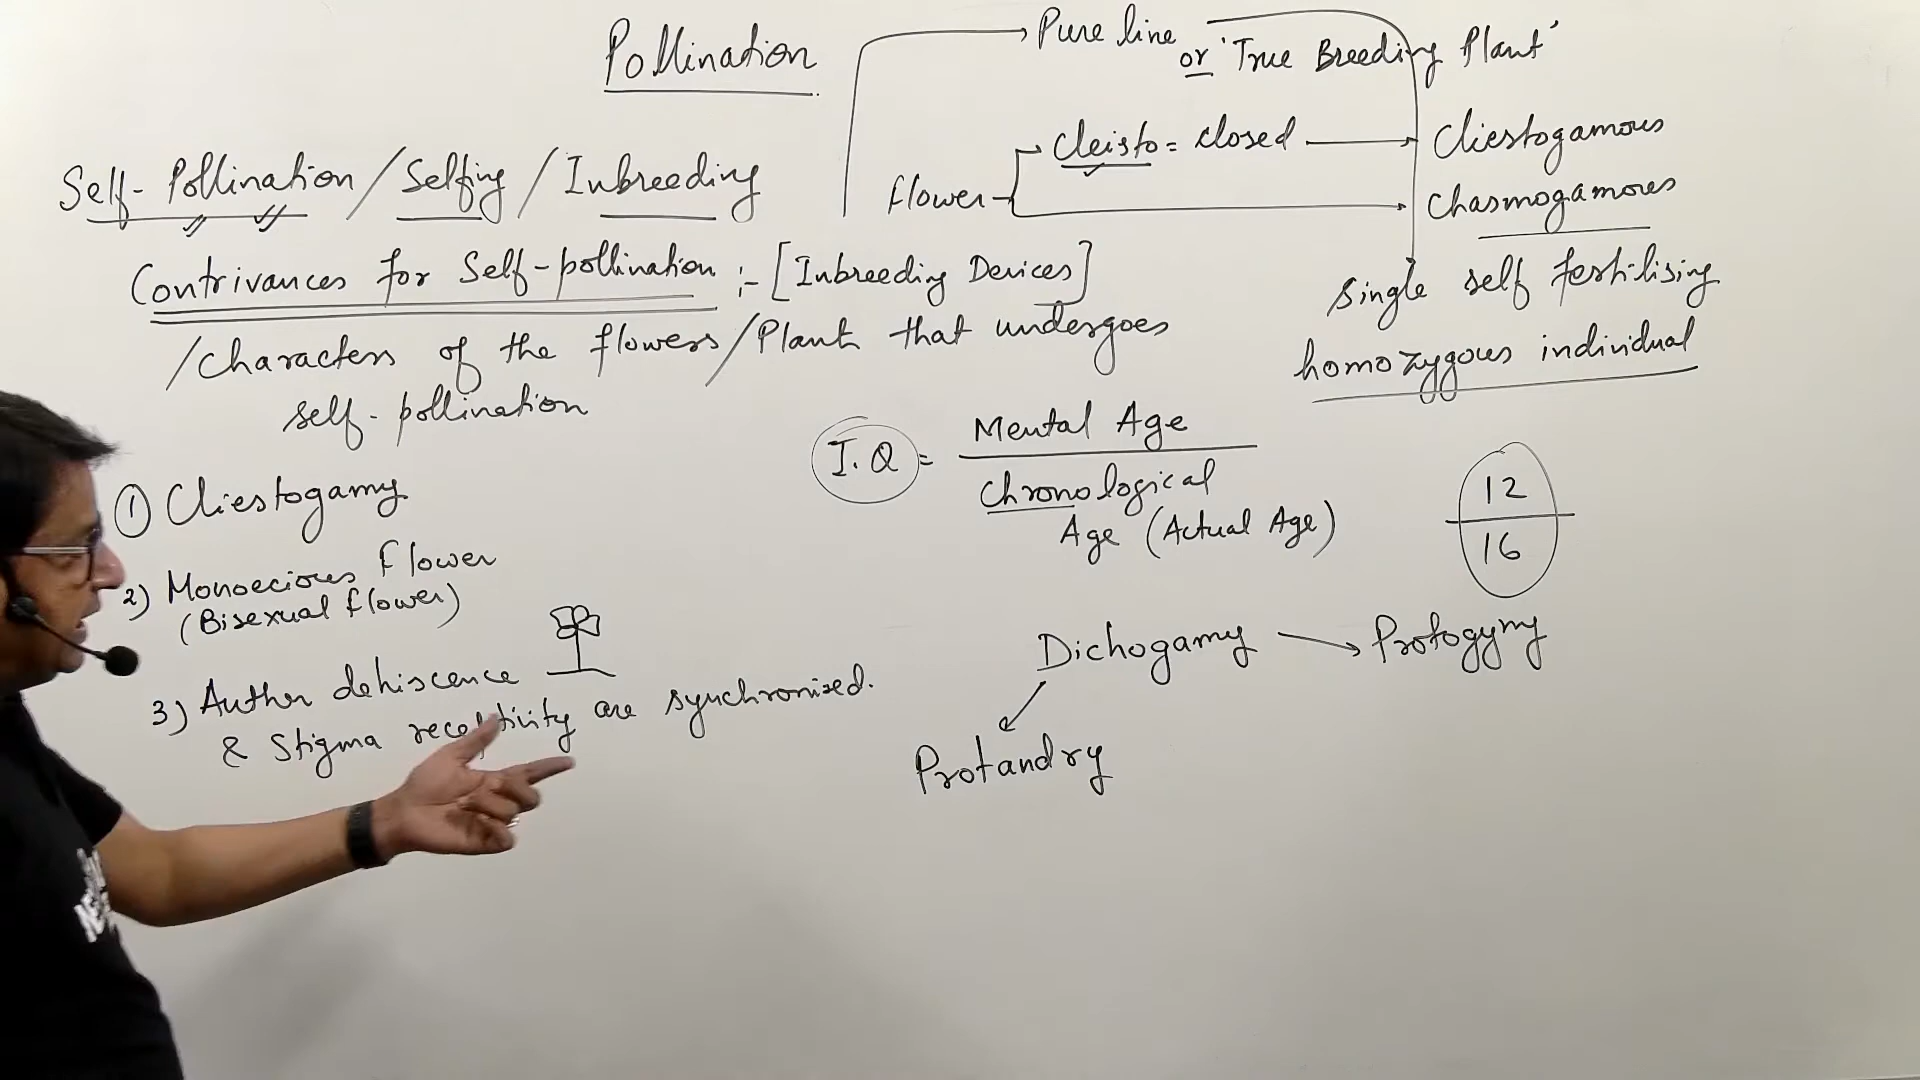 Pollination
Pure line or 'True Breeding Plant'
Cleisto = closed
Cliestogamous
flower
Chasmogamous
Self-Pollination/Selfing/Inbreeding
Contrivances for Self-pollination :- [Inbreeding Devices]
/characters of the flowers/Plant that undergoes
self-pollination
single self fertilising
homozygous individual
I.Q = Mental Age
Chronological
Age (Actual Age)
12
16
① Cliestogamy
2) Monoecious flower
(Bisexual flower)
3) Anther dehiscence
& Stigma receptivity are synchronised.
Dichogamy
Protogyny
Protandry